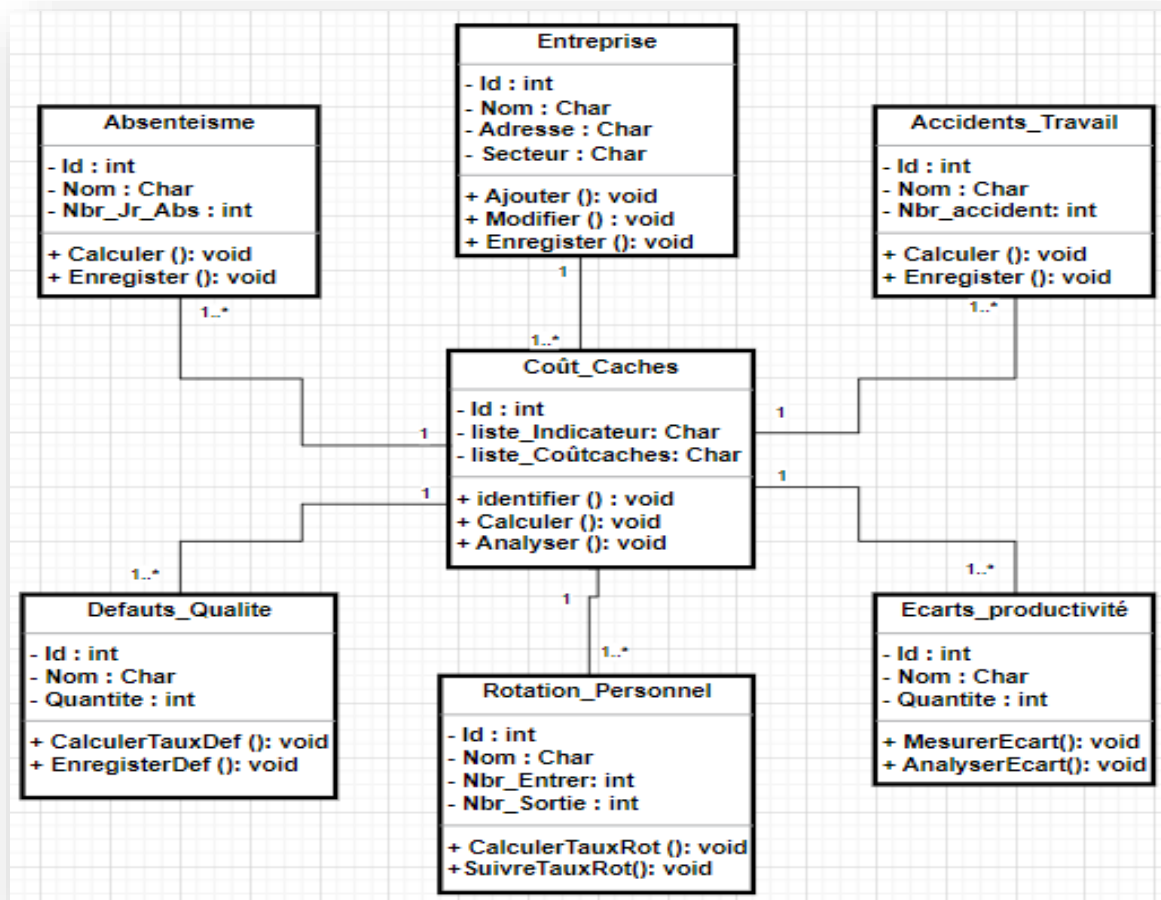 Entreprise
- Id : int
- Nom : Char
- Adresse : Char
- Secteur : Char
+ Ajouter (): void
+ Modifier () : void
+ Enregister (): void
Absenteisme
- Id : int
- Nom : Char
- Nbr_Jr_Abs : int
+ Calculer (): void
+ Enregister (): void
Accidents_Travail
- Id : int
- Nom : Char
- Nbr_accident: int
+ Calculer (): void
+ Enregister (): void
1
1..*
1..*
1..*
Coût_Caches
- Id : int
- liste_Indicateur: Char
- liste_Coûtcaches: Char
+ identifier () : void
+ Calculer (): void
+ Analyser (): void
1
1
1
1
1
1..*
1..*
1..*
Defauts_Qualite
- Id : int
- Nom : Char
- Quantite : int
+ CalculerTauxDef (): void
+ EnregisterDef (): void
Rotation_Personnel
- Id : int
- Nom : Char
- Nbr_Entrer: int
- Nbr_Sortie : int
+ CalculerTauxRot (): void
+SuivreTauxRot(): void
Ecarts_productivité
- Id : int
- Nom : Char
- Quantite : int
+ MesurerEcart(): void
+ AnalyserEcart(): void